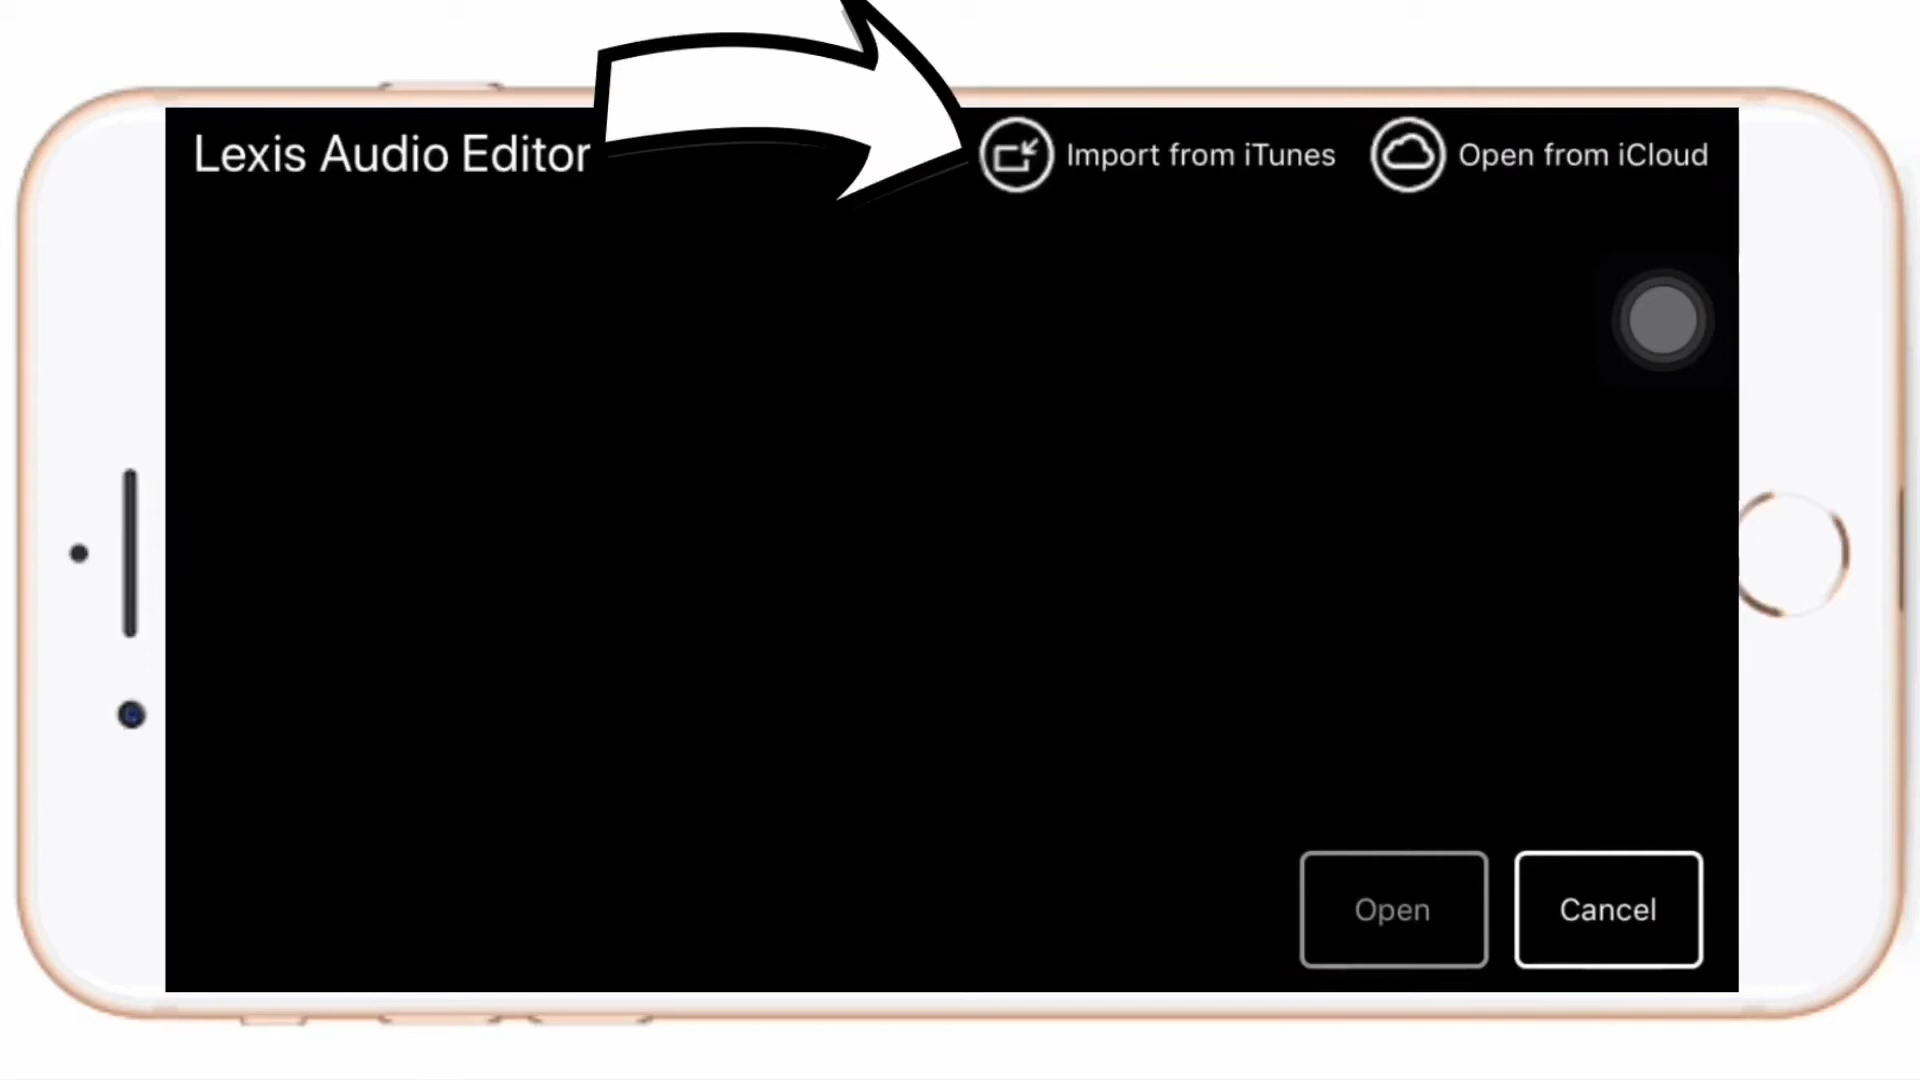 Lexis Audio Editor
Import from iTunes
Open from iCloud
Open
Cancel